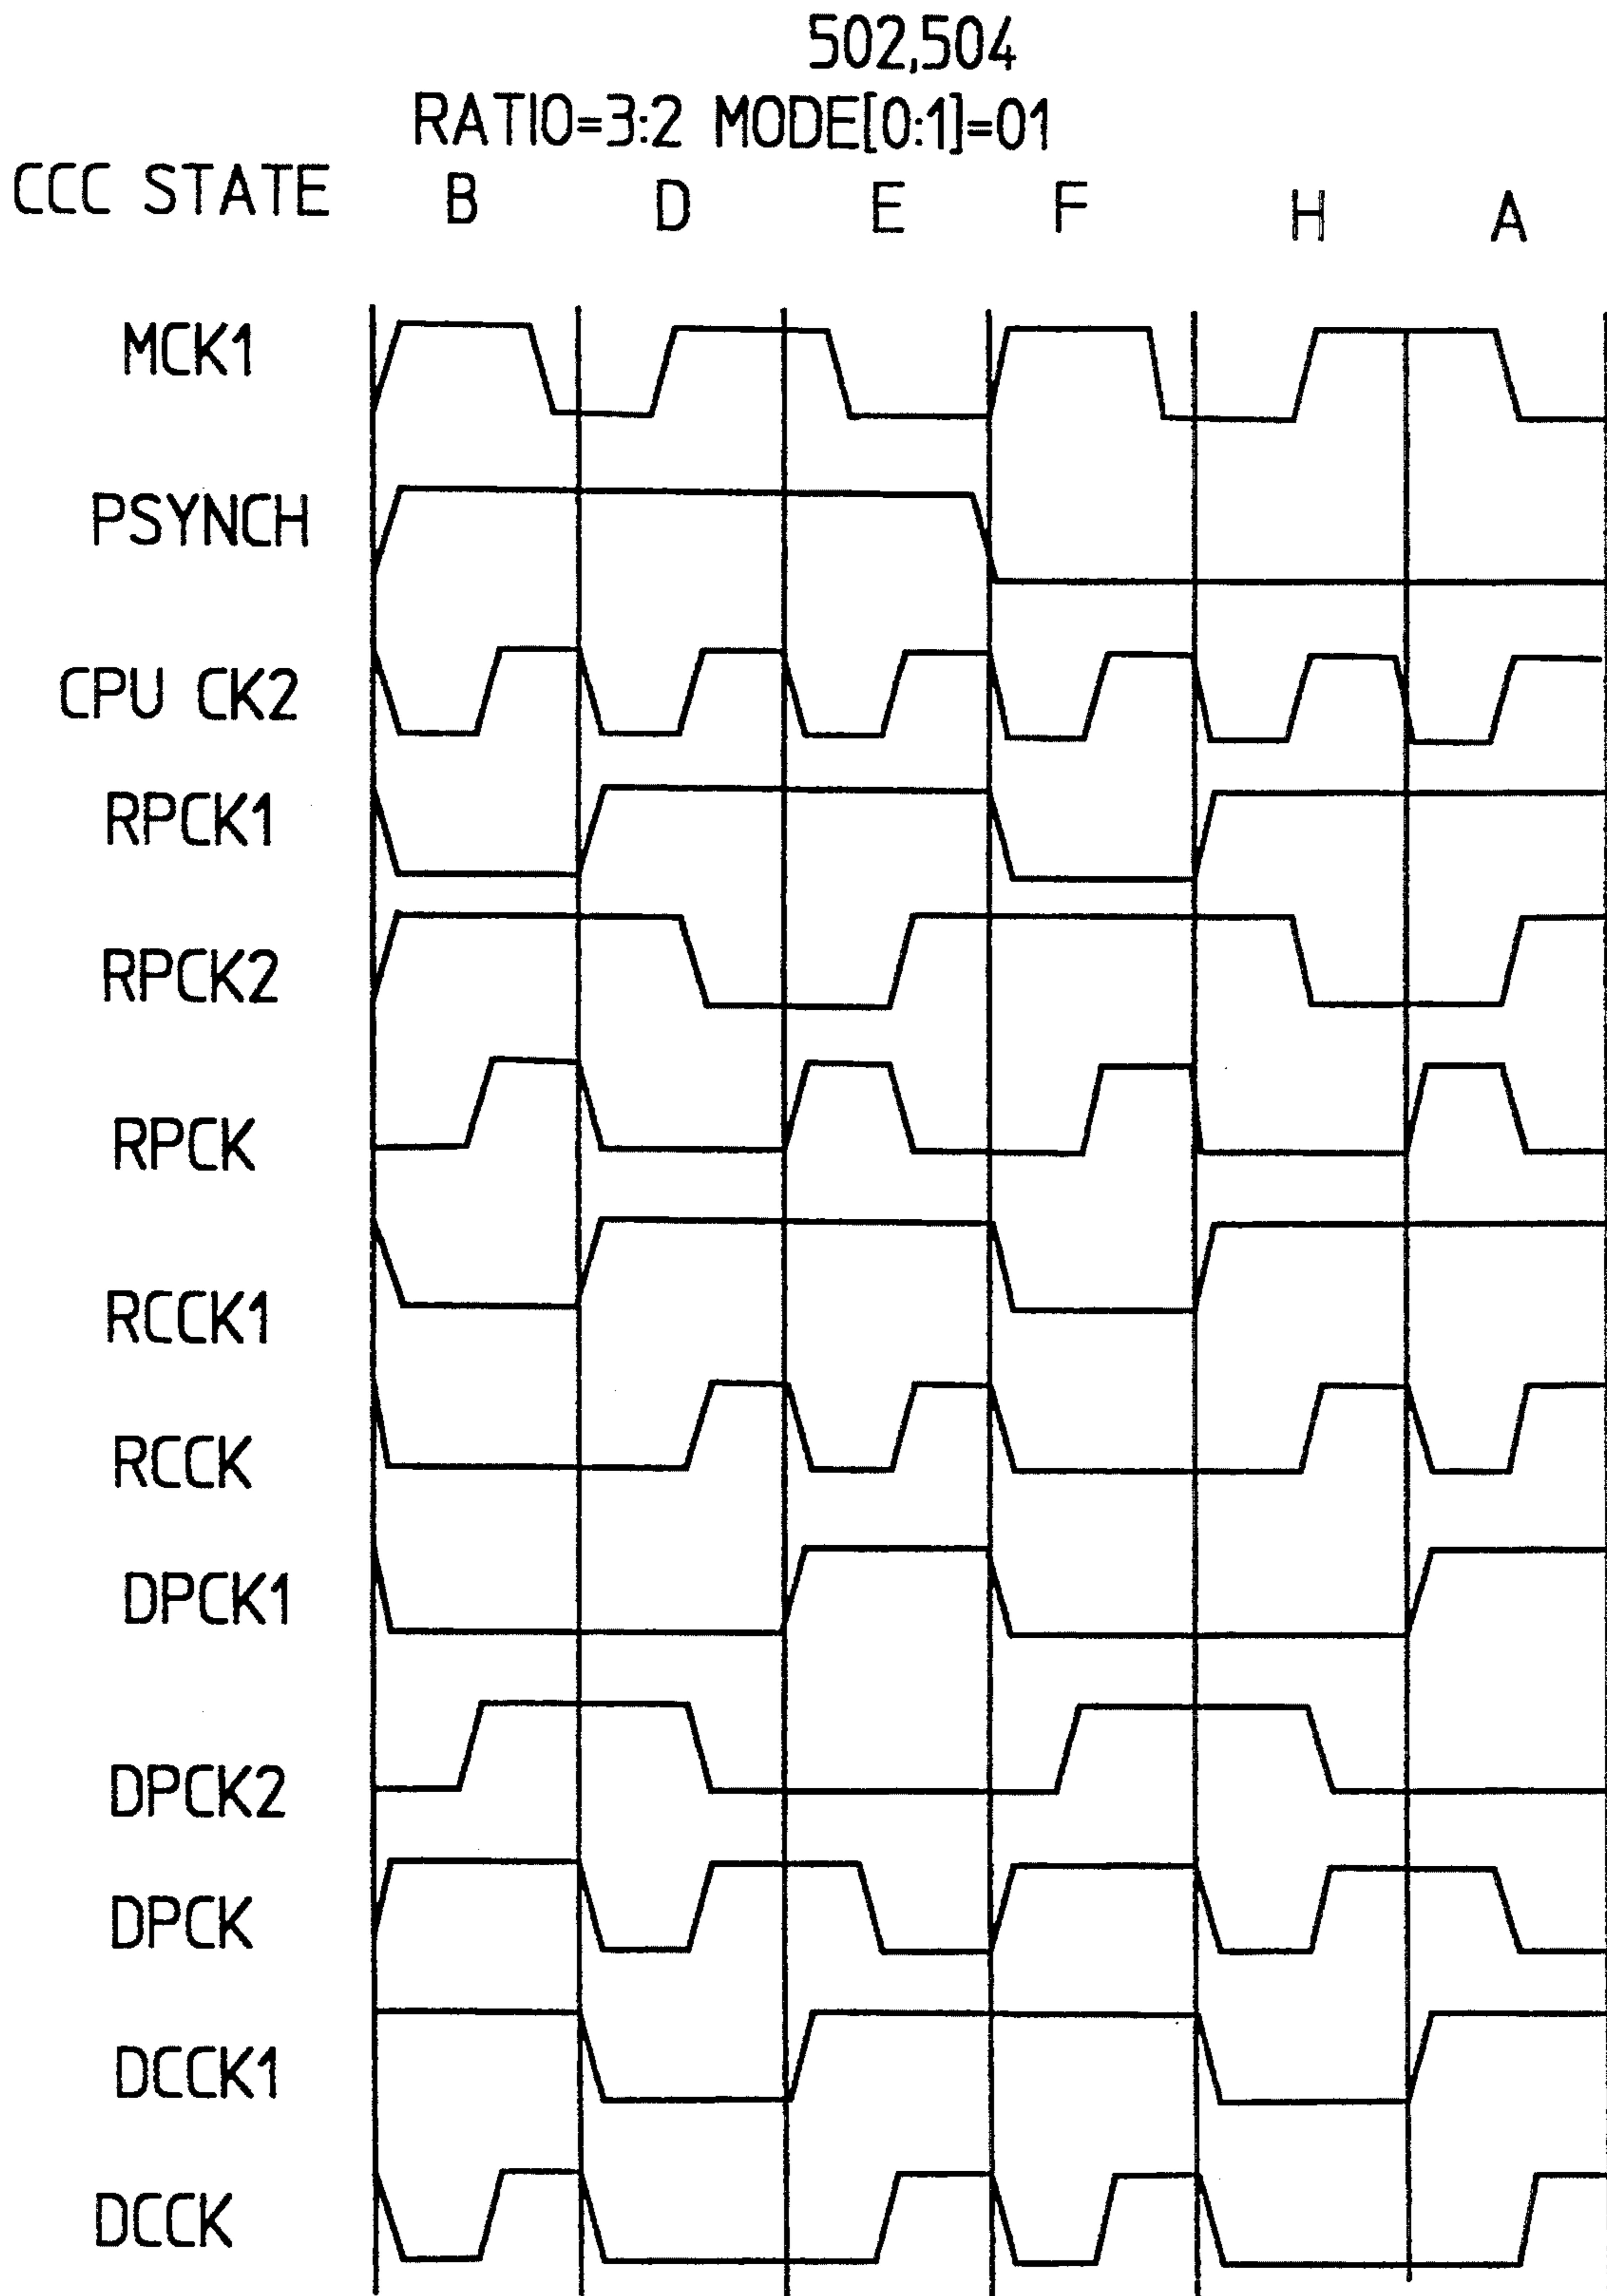 502,504
RATIO=3:2 MODE[0:1]=01
CCC STATE B D E F H A
MCK1
PSYNCH
CPU CK2
RPCK1
RPCK2
RPCK
RCCK1
RCCK
DPCK1
DPCK2
DPCK
DCCK1
DCCK